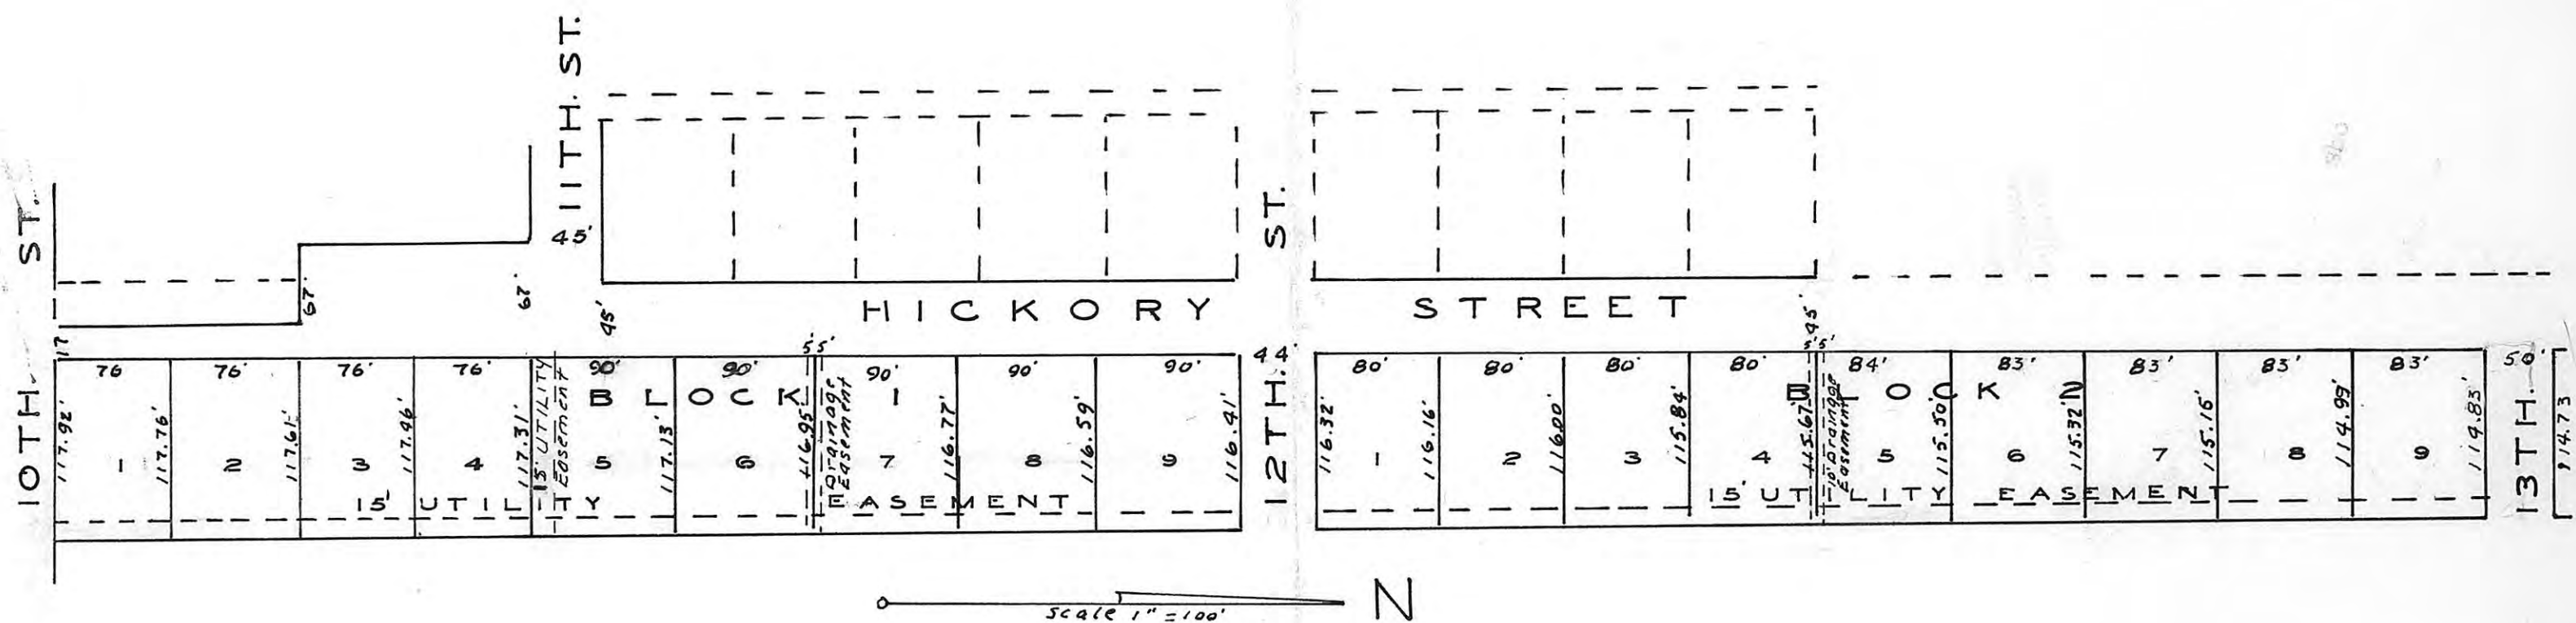 10TH. ST.
11TH. ST.
45'
67'
67'
45'
HICKORY STREET
12TH. ST.
44'
45'
17
76
76'
76'
76'
90'
90'
5' 5'
90'
90'
90'
80'
80'
80'
80'
5' 5'
84'
83'
83'
83'
83'
50'
BLOCK 1
BLOCK 2
117.92'
117.76'
117.61'
117.46'
117.31'
15' UTILITY
Easement
117.13'
116.95'
Drainage
Easement
116.77'
116.59'
116.41'
116.32'
116.16'
116.00'
115.84'
115.67'
10' Drainage
Easement
115.50'
115.32'
115.15'
114.99'
114.83'
13TH.
114.73
1 2 3 4 5 6 7 8 9
1 2 3 4 5 6 7 8 9
15' UTILITY EASEMENT
15' UTILITY EASEMENT
N
scale 1" = 100'